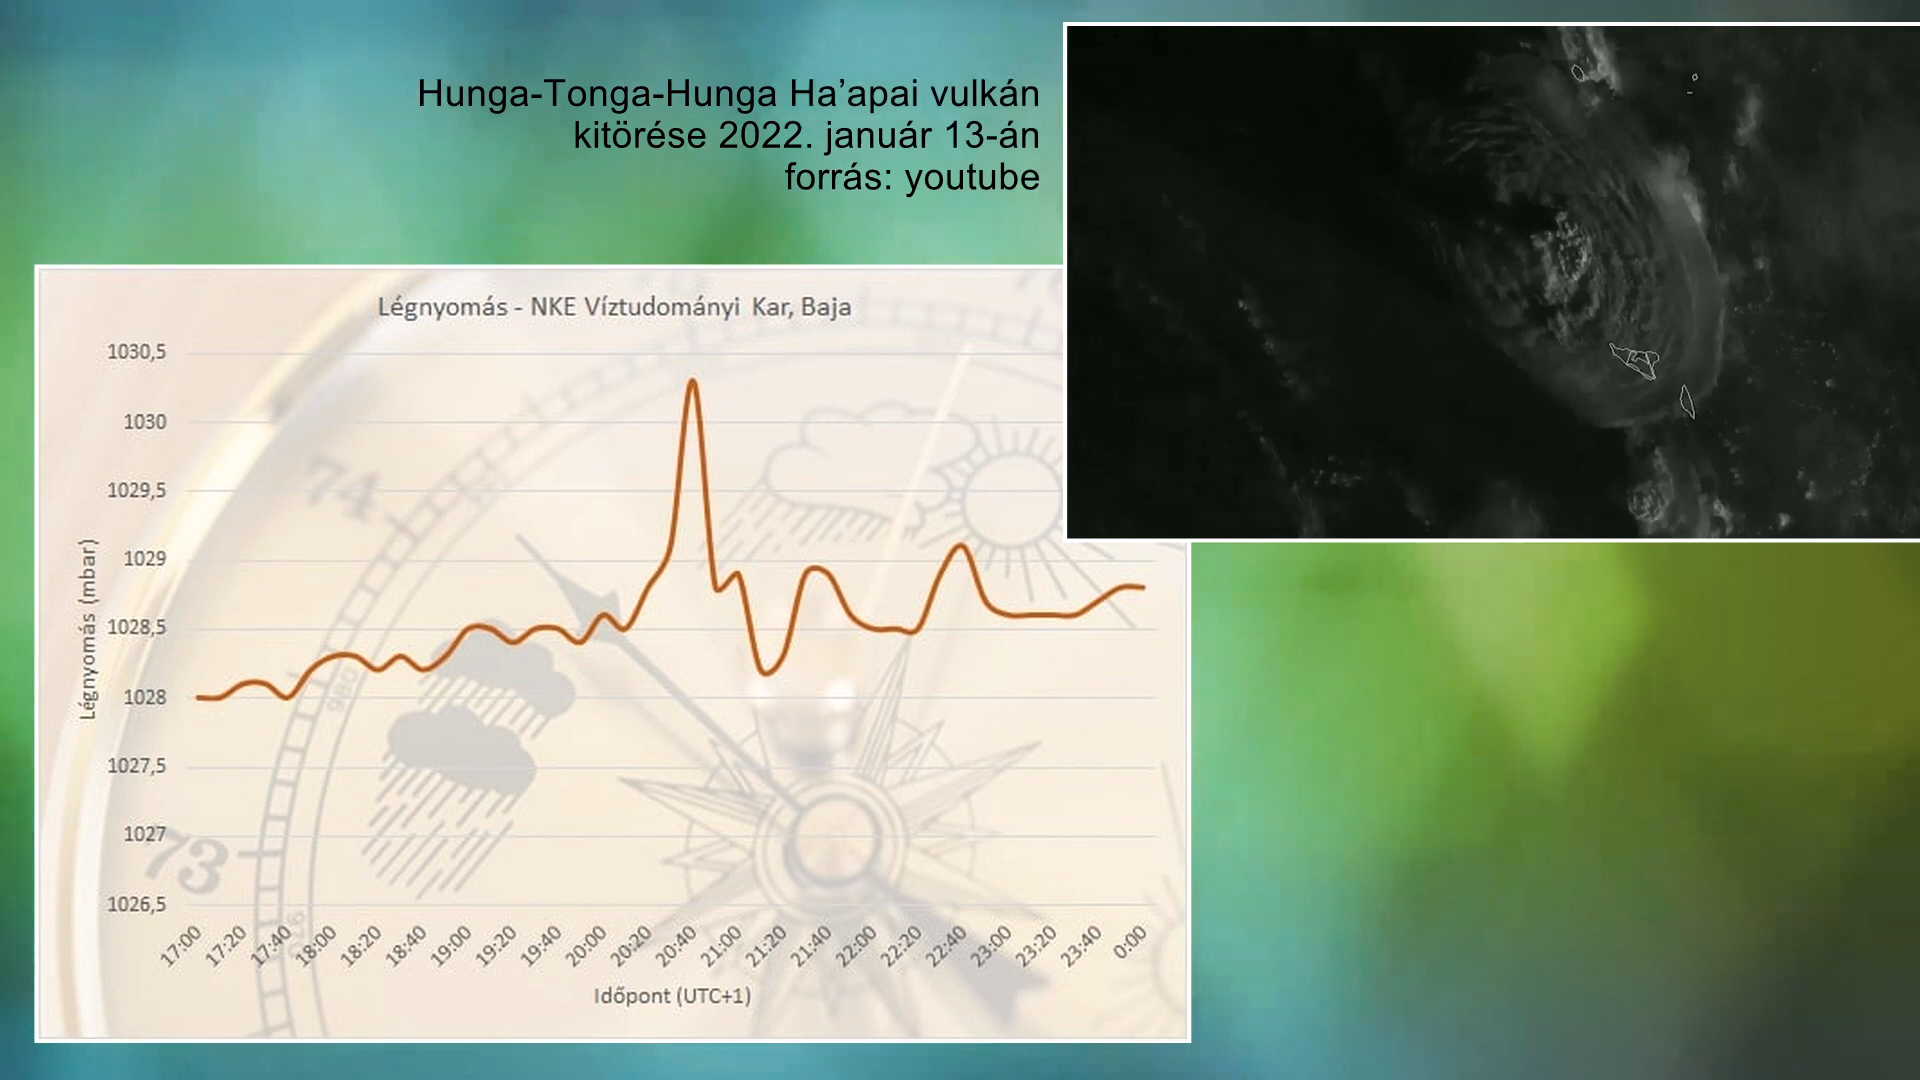 Hunga-Tonga-Hunga Ha’apai vulkán
kitörése 2022. január 13-án
forrás: youtube
Légnyomás - NKE Víztudományi Kar, Baja
Légnyomás (mbar)
1030,5
1030
1029,5
1029
1028,5
1028
1027,5
1027
1026,5
74
73
980
17:00 17:20 17:40 18:00 18:20 18:40 19:00 19:20 19:40 20:00 20:20 20:40 21:00 21:20 21:40 22:00 22:20 22:40 23:00 23:20 23:40 0:00
Időpont (UTC+1)